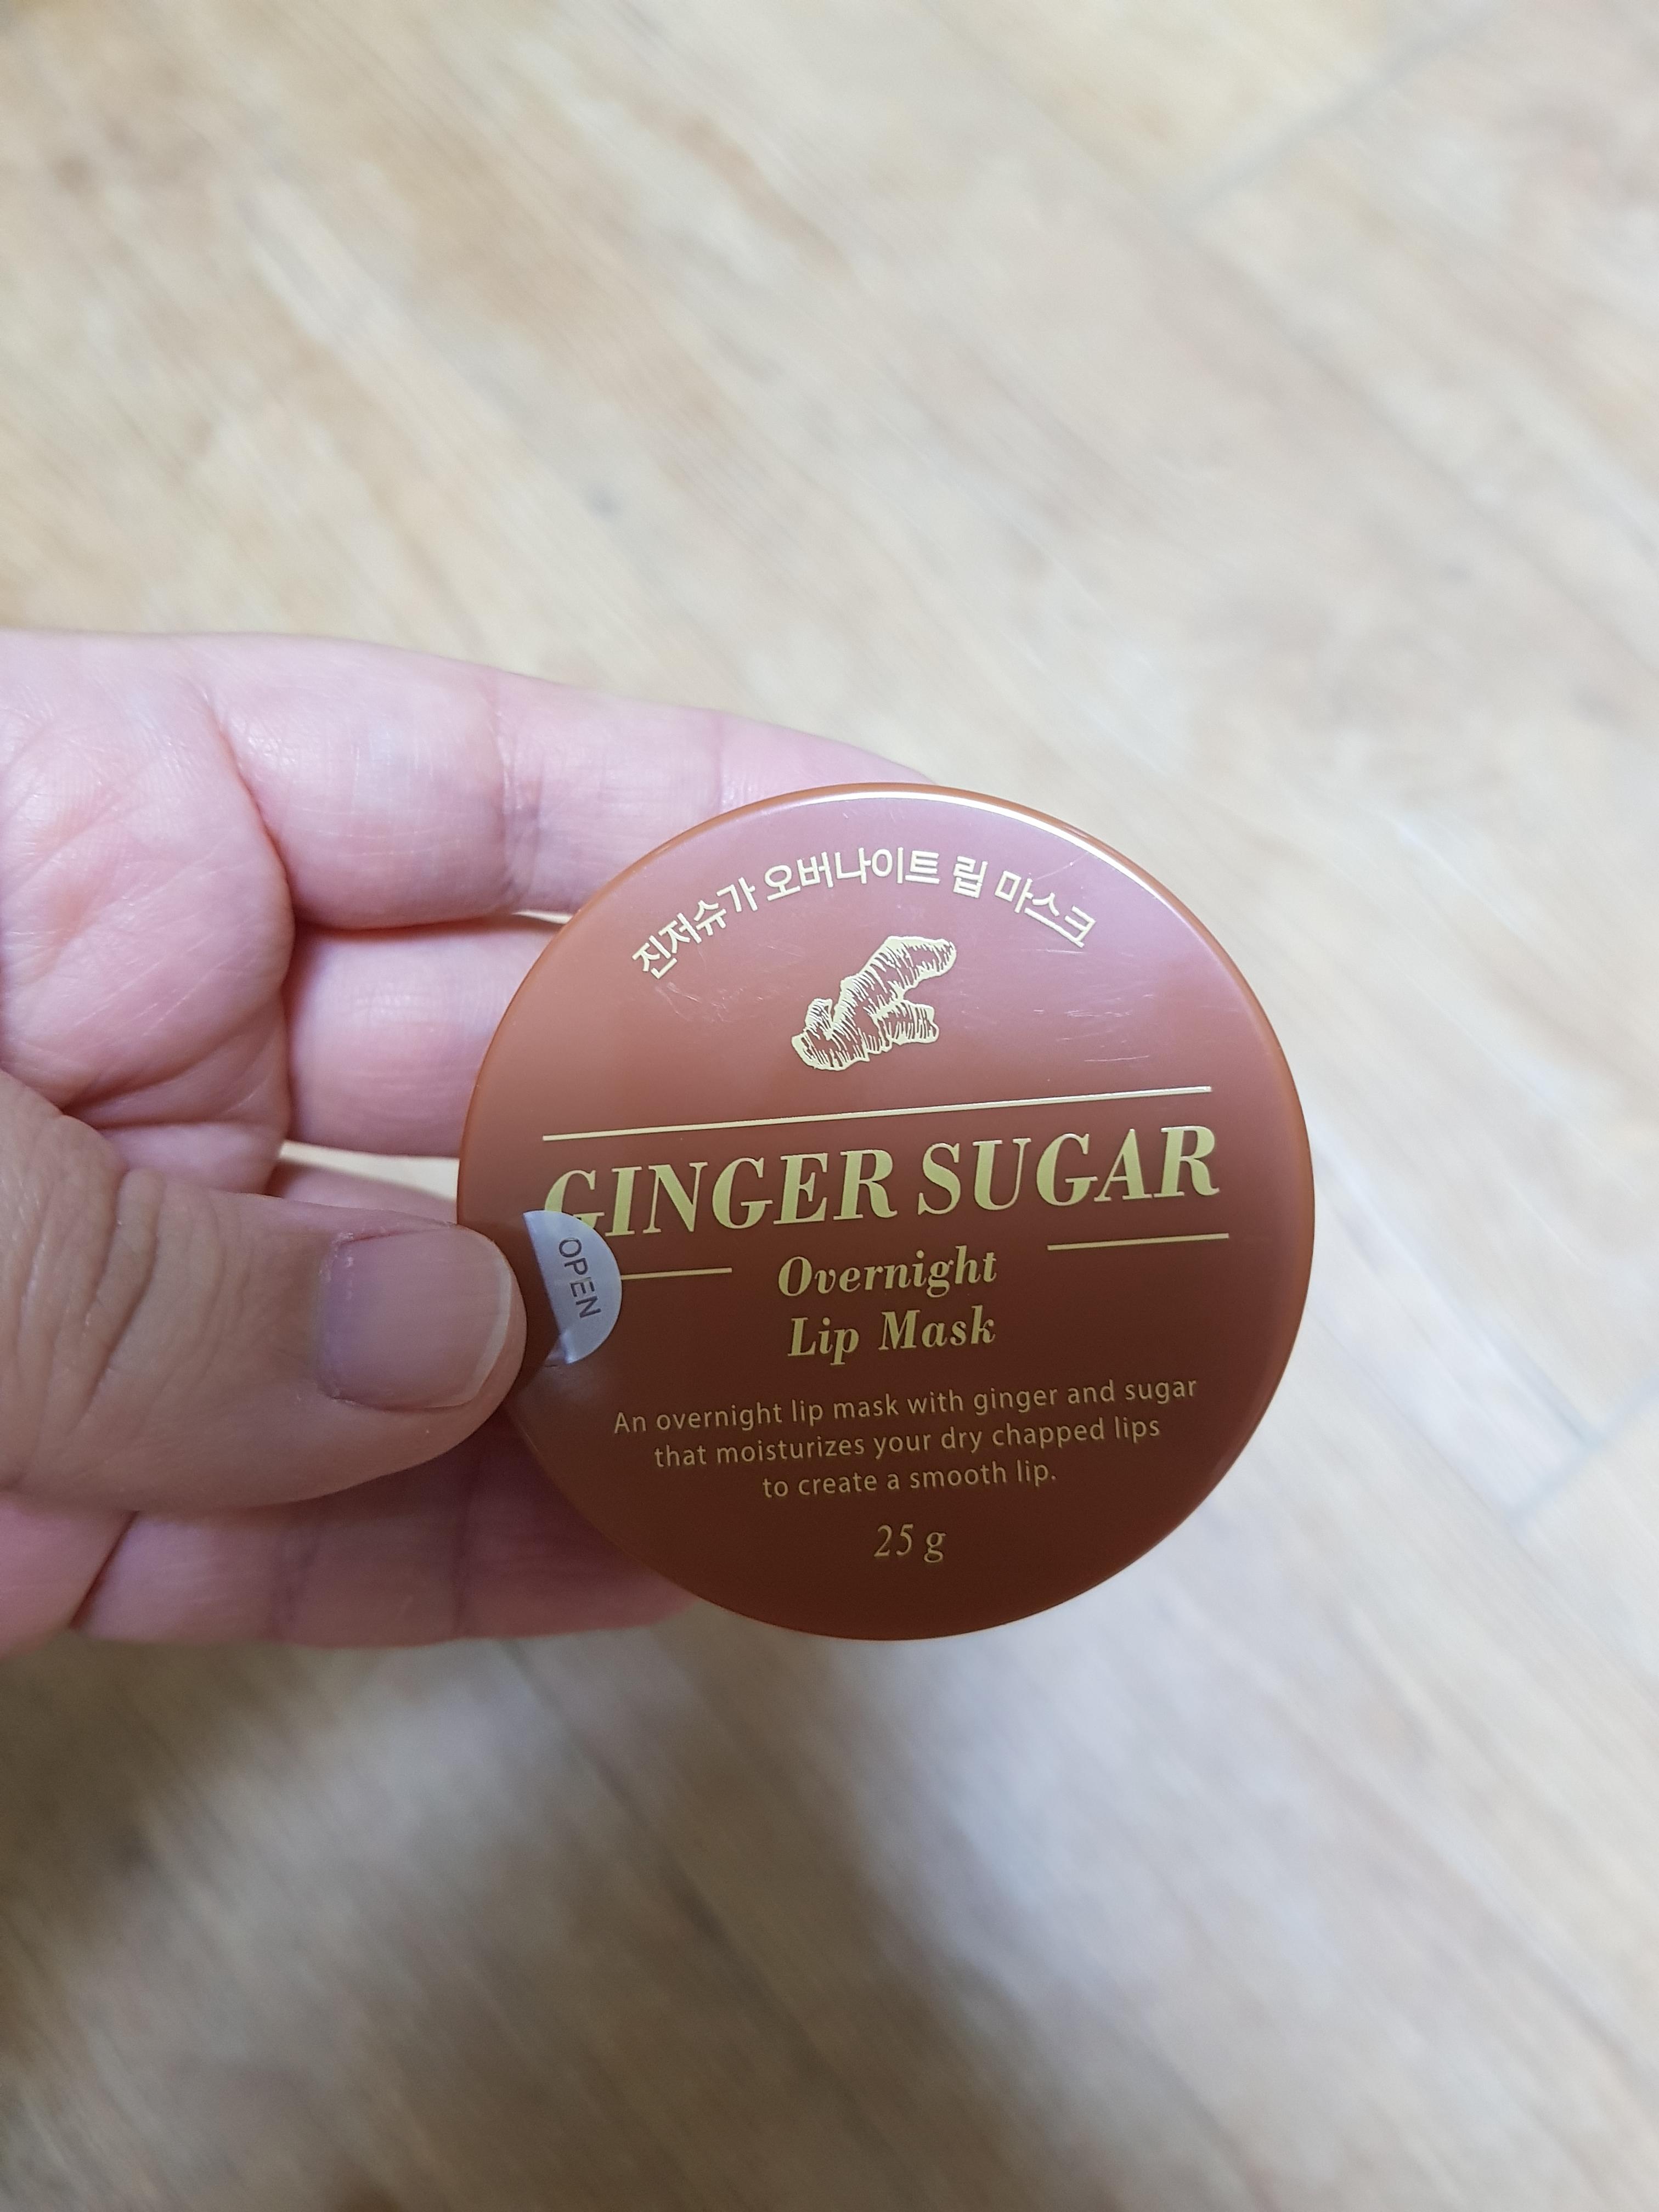 진저슈가 오버나이트 립 마스크
GINGER SUGAR
OPEN
Overnight
Lip Mask
An overnight lip mask with ginger and sugar
that moisturizes your dry chapped lips
to create a smooth lip.
25 g